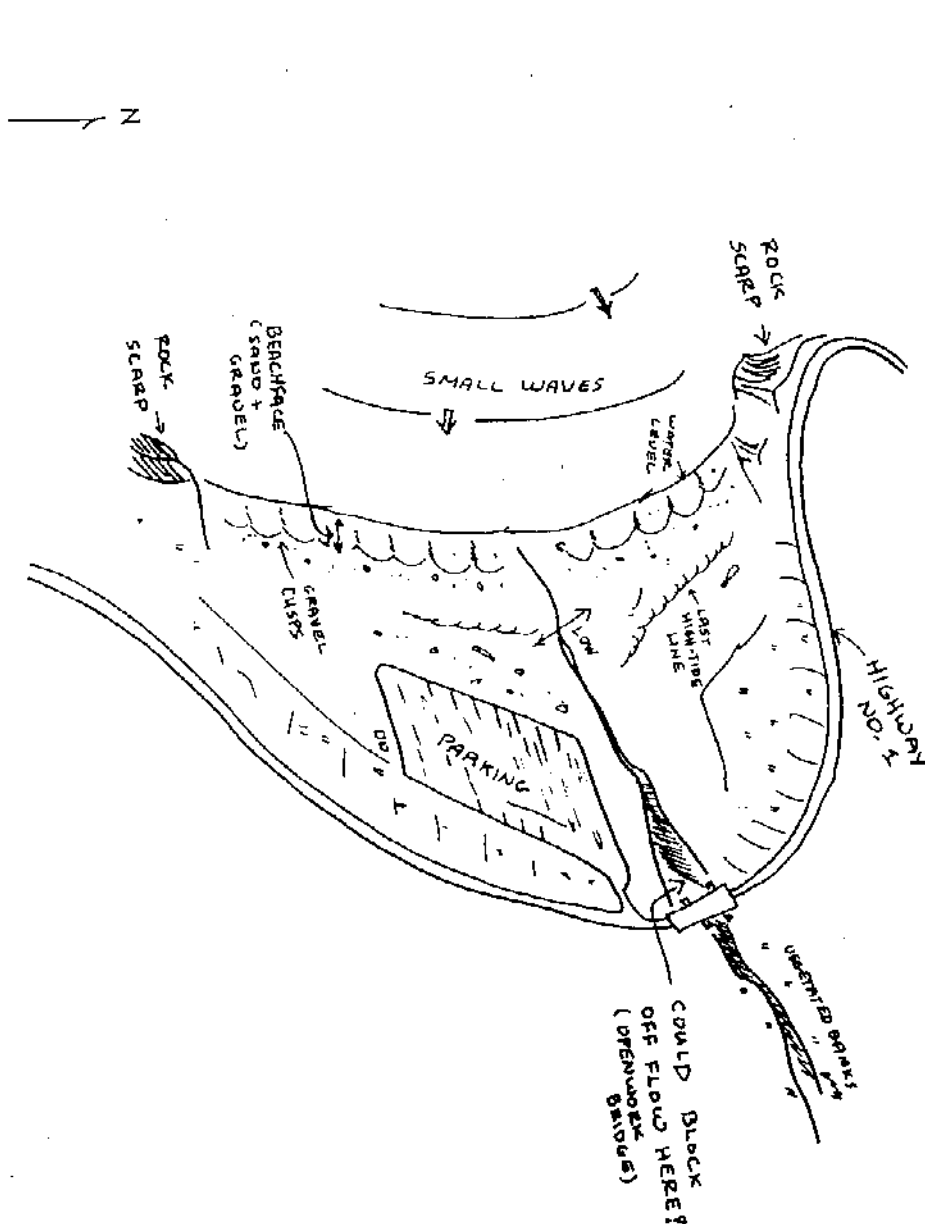 N
ROCK
SCARP
SMALL WAVES
BEACHFACE
(SAND +
GRAVEL)
ROCK
SCARP
WATER
LEVEL
GRAVEL
CUSPS
LOW
LAST
HIGH-TIDE
LINE
HIGHWAY
NO. 1
PARKING
VEGETATED BANKS
COULD BLOCK
OFF FLOW HERE?
(OPENWORK
BRIDGE)